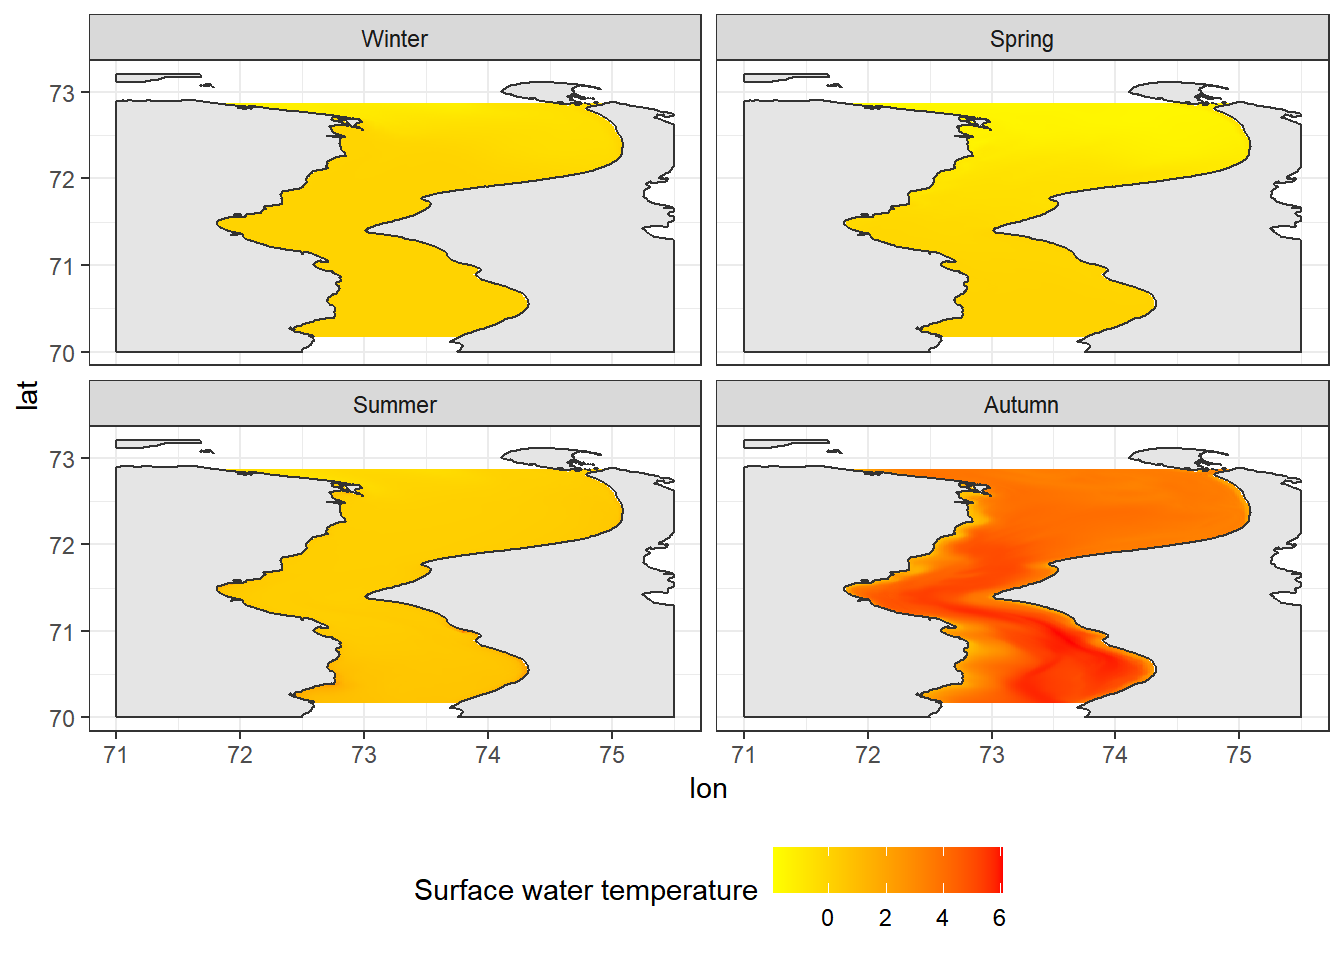 Winter
Spring
73
72
71
70
lat
Summer
Autumn
73
72
71
70
71 72 73 74 75
71 72 73 74 75
lon
Surface water temperature
0 2 4 6